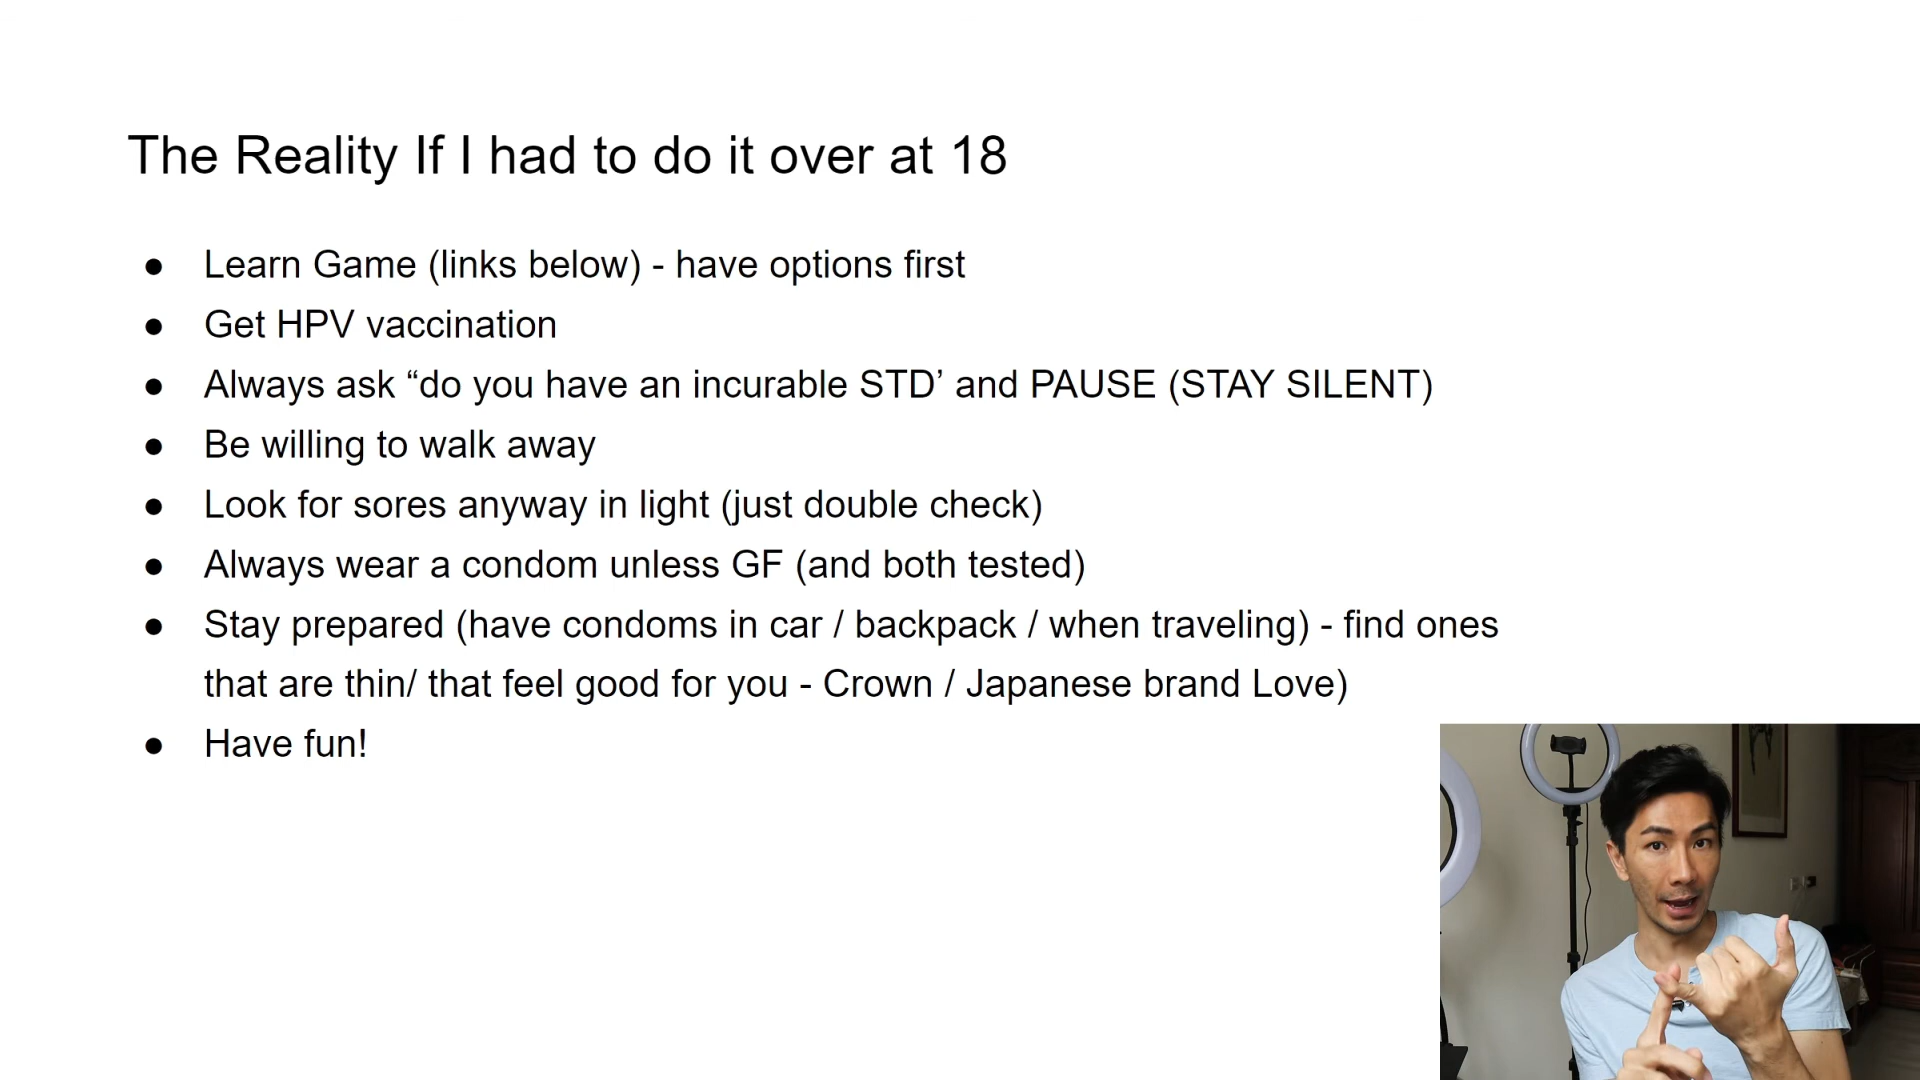 The Reality If I had to do it over at 18
● Learn Game (links below) - have options first
● Get HPV vaccination
● Always ask “do you have an incurable STD’ and PAUSE (STAY SILENT)
● Be willing to walk away
● Look for sores anyway in light (just double check)
● Always wear a condom unless GF (and both tested)
● Stay prepared (have condoms in car / backpack / when traveling) - find ones
that are thin/ that feel good for you - Crown / Japanese brand Love)
● Have fun!